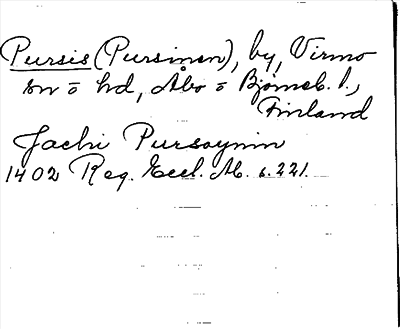 Pursis (Pursinen), by, Virmo
sn o hd, Åbo o Björneb. l.,
Finland
Jachi Pursoynin
1402 Reg. Eccl. Ab. s. 221.